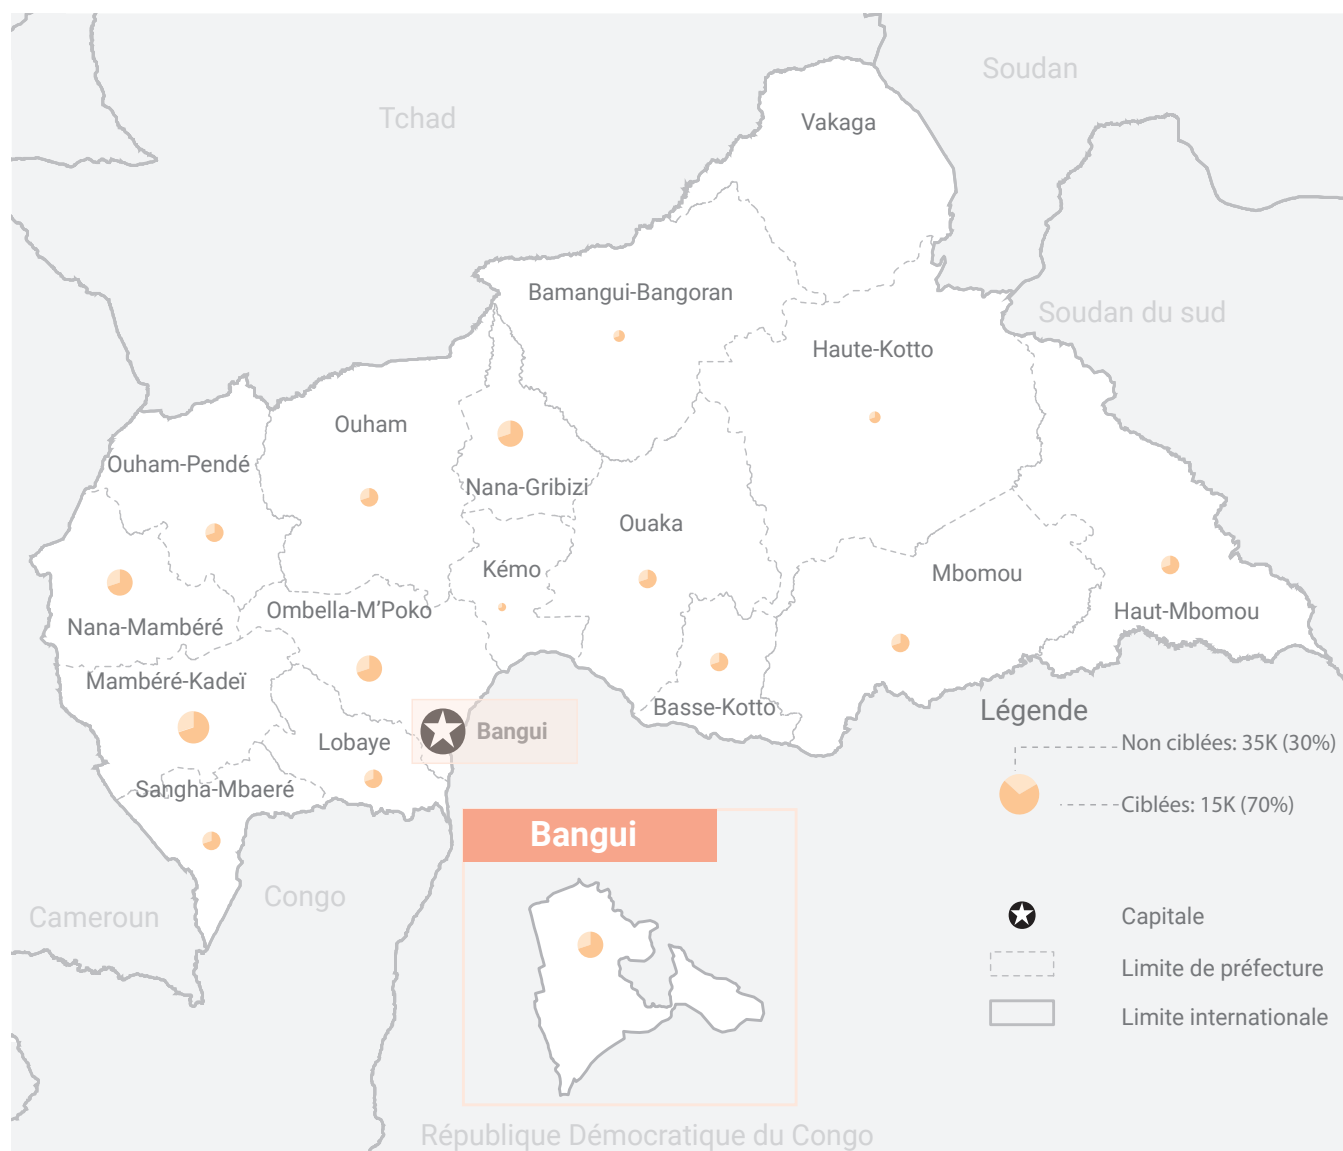 Soudan
Tchad
Vakaga
Bamangui-Bangoran
Soudan du sud
Haute-Kotto
Ouham
Ouham-Pendé
Nana-Gribizi
Ouaka
Kémo
Mbomou
Ombella-M'Poko
Haut-Mbomou
Nana-Mambéré
Mambéré-Kadeï
Basse-Kotto
Bangui
Lobaye
Sangha-Mbaeré
Légende
Non ciblées: 35K (30%)
Ciblées: 15K (70%)
Bangui
Congo
Cameroun
Capitale
Limite de préfecture
Limite internationale
République Démocratique du Congo